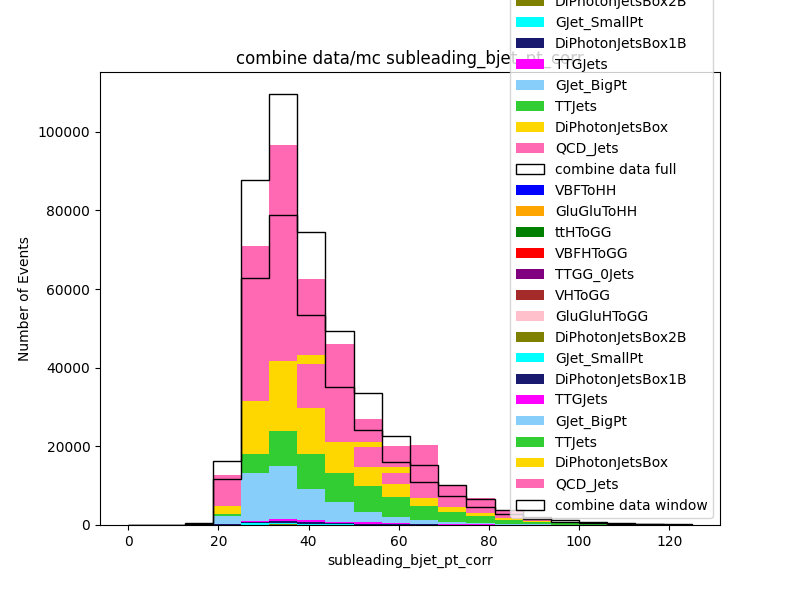 DiPhotonJetsBox2B
GJet_SmallPt
DiPhotonJetsBox1B
combine data/mc subleading_bjet_pt_corr
TTGJets
GJet_BigPt
TTJets
DiPhotonJetsBox
QCD_Jets
combine data full
VBFToHH
GluGluToHH
ttHToGG
VBFHToGG
TTGG_0Jets
VHToGG
GluGluHToGG
DiPhotonJetsBox2B
GJet_SmallPt
DiPhotonJetsBox1B
TTGJets
GJet_BigPt
TTJets
DiPhotonJetsBox
QCD_Jets
combine data window
Number of Events
100000
80000
60000
40000
20000
0
0 20 40 60 80 100 120
subleading_bjet_pt_corr